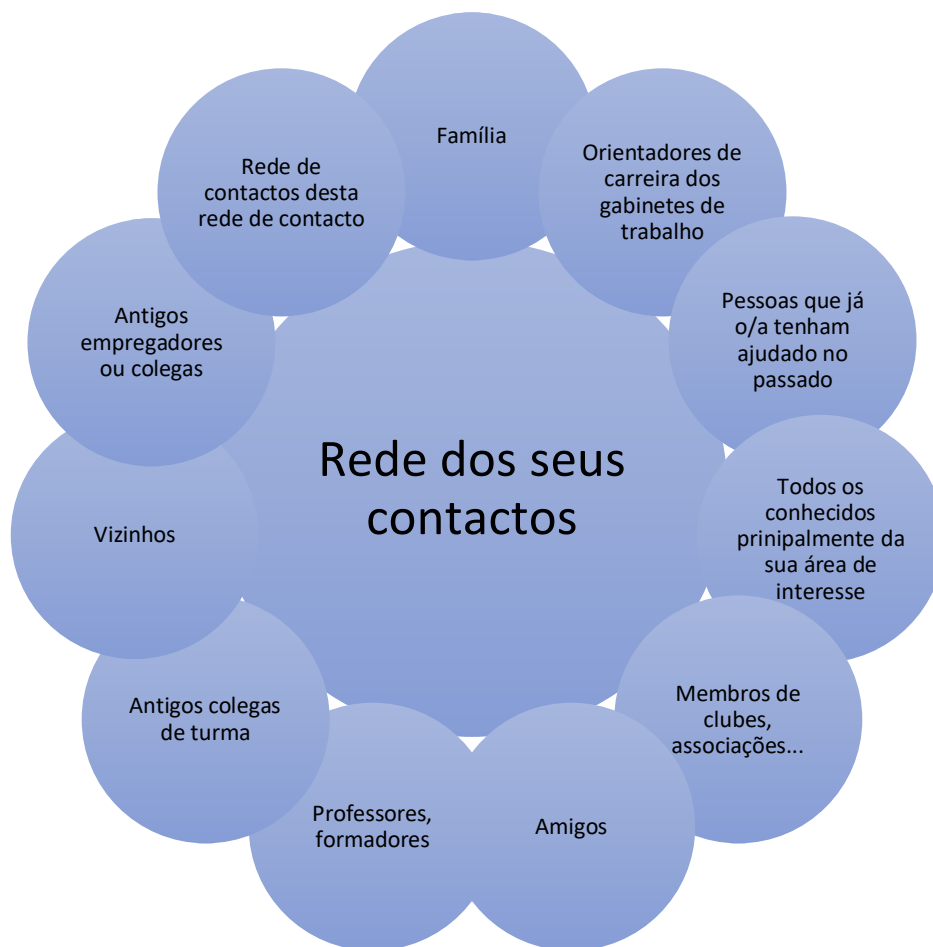 Família
Orientadores de
carreira dos
gabinetes de
trabalho
Pessoas que já
o/a tenham
ajudado no
passado
Todos os
conhecidos
prinipalmente da
sua área de
interesse
Membros de
clubes,
associações...
Amigos
Professores,
formadores
Antigos colegas
de turma
Vizinhos
Antigos
empregadores
ou colegas
Rede de
contactos desta
rede de contacto
Rede dos seus
contactos